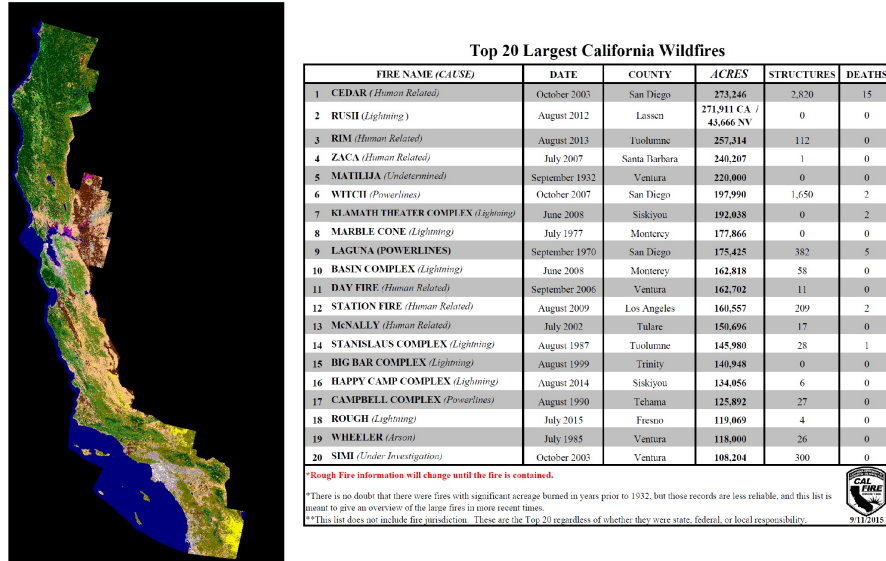 Top 20 Largest California Wildfires
FIRE NAME (CAUSE) DATE COUNTY ACRES STRUCTURES DEATHS
1 CEDAR ( Human Related) October 2003 San Diego 273,246 2,820 15
2 RUSH (Lightning ) August 2012 Lassen 271,911 CA / 43,666 NV 0 0
3 RIM (Human Related) August 2013 Tuolumne 257,314 112 0
4 ZACA (Human Related) July 2007 Santa Barbara 240,207 1 0
5 MATILIJA (Undetermined) September 1932 Ventura 220,000 0 0
6 WITCH (Powerlines) October 2007 San Diego 197,990 1,650 2
7 KLAMATH THEATER COMPLEX (Lightning) June 2008 Siskiyou 192,038 0 2
8 MARBLE CONE (Lightning) July 1977 Monterey 177,866 0 0
9 LAGUNA (POWERLINES) September 1970 San Diego 175,425 382 5
10 BASIN COMPLEX (Lightning) June 2008 Monterey 162,818 58 0
11 DAY FIRE (Human Related) September 2006 Ventura 162,702 11 0
12 STATION FIRE (Human Related) August 2009 Los Angeles 160,557 209 2
13 McNALLY (Human Related) July 2002 Tulare 150,696 17 0
14 STANISLAUS COMPLEX (Lightning) August 1987 Tuolumne 145,980 28 1
15 BIG BAR COMPLEX (Lightning) August 1999 Trinity 140,948 0 0
16 HAPPY CAMP COMPLEX (Lightning) August 2014 Siskiyou 134,056 6 0
17 CAMPBELL COMPLEX (Powerlines) August 1990 Tehama 125,892 27 0
18 ROUGH (Lightning) July 2015 Fresno 119,069 4 0
19 WHEELER (Arson) July 1985 Ventura 118,000 26 0
20 SIMI (Under Investigation) October 2003 Ventura 108,204 300 0
*Rough Fire information will change until the fire is contained.
*There is no doubt that there were fires with significant acreage burned in years prior to 1932, but those records are less reliable, and this list is
meant to give an overview of the large fires in more recent times.
**This list does not include fire jurisdiction. These are the Top 20 regardless of whether they were state, federal, or local responsibility.
CAL
FIRE
9/11/2015